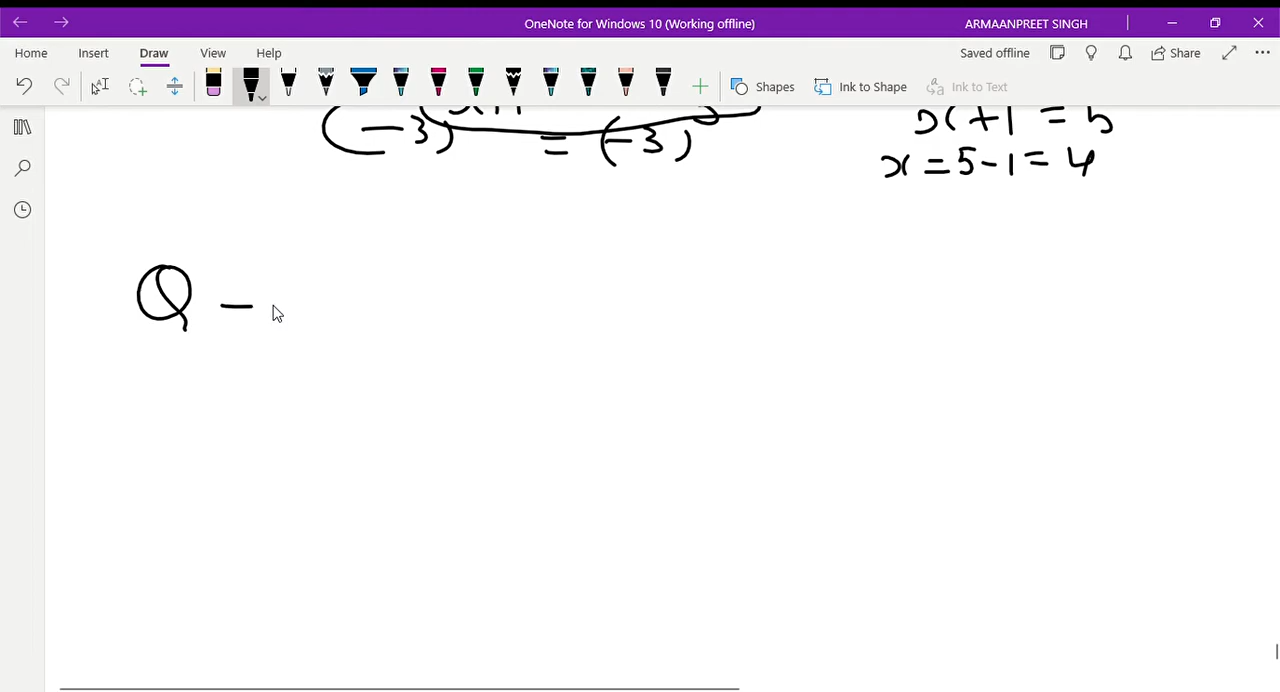 OneNote for Windows 10 (Working offline)
ARMAANPREET SINGH
Home Insert Draw View Help
Saved offline
Share
Shapes
Ink to Shape
Ink to Text
x + 1 = 5
(-3) = (-3)
x = 5 - 1 = 4
Q -